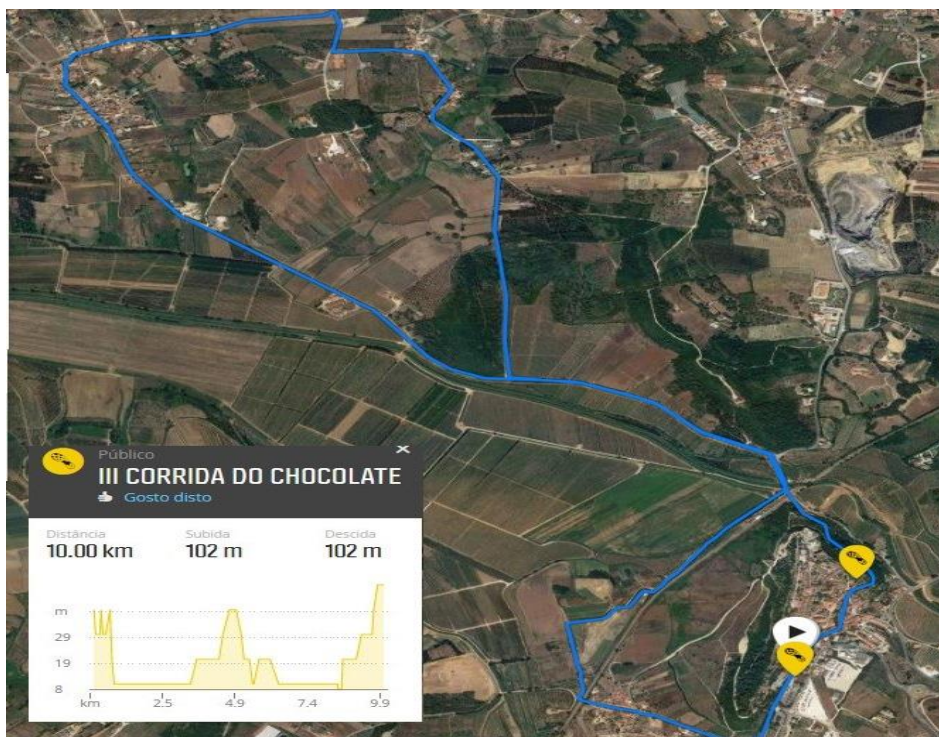 Público
III CORRIDA DO CHOCOLATE
Gosto disto
Distância Subida Descida
10.00 km 102 m 102 m
m
29
19
8
km 2.5 4.9 7.4 9.9